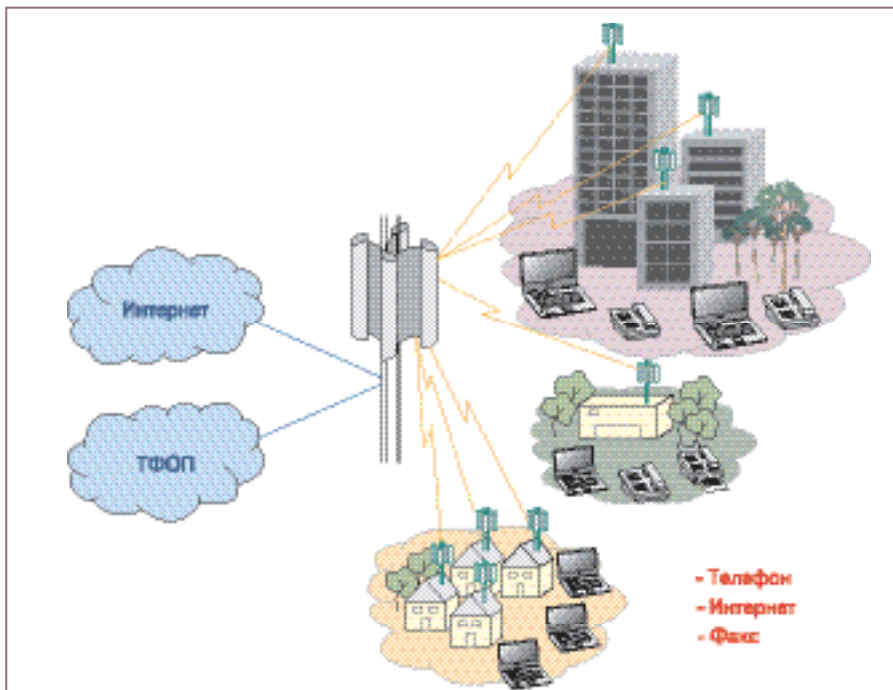 Интернет
ТФОП
- Телефон
- Интернет
- Факс